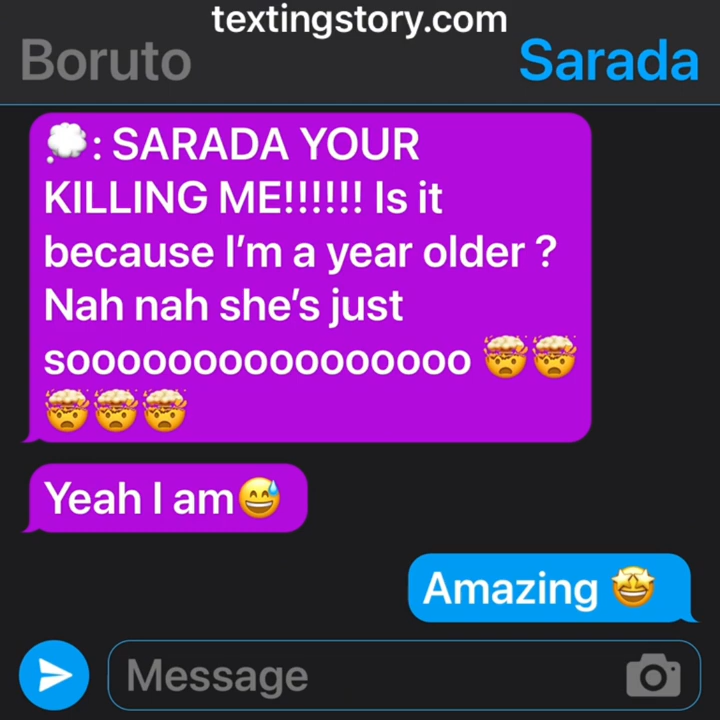 textingstory.com
Boruto Sarada
💭: SARADA YOUR
KILLING ME!!!!!! Is it
because I’m a year older ?
Nah nah she’s just
sooooooooooooooooo 🤯🤯
🤯🤯🤯
Yeah I am😅
Amazing 🤩
Message